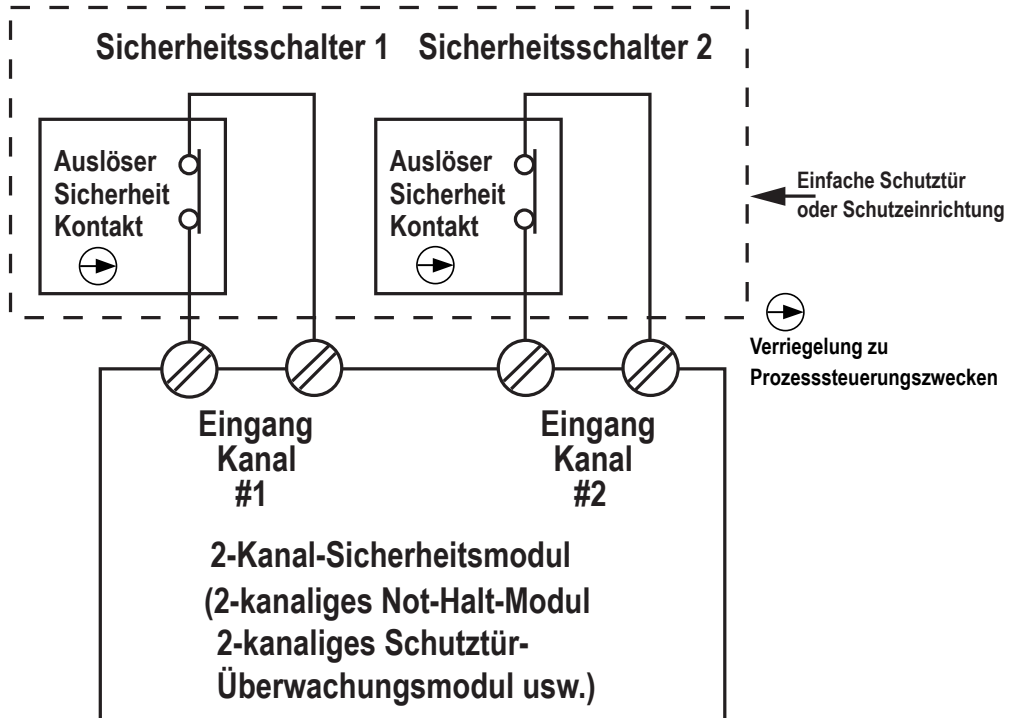 Sicherheitsschalter 1
Sicherheitsschalter 2
Auslöser
Sicherheit
Kontakt
Auslöser
Sicherheit
Kontakt
Einfache Schutztür
oder Schutzeinrichtung
Verriegelung zu
Prozesssteuerungszwecken
Eingang
Kanal
#1
Eingang
Kanal
#2
2-Kanal-Sicherheitsmodul
(2-kanaliges Not-Halt-Modul
2-kanaliges Schutztür-
Überwachungsmodul usw.)